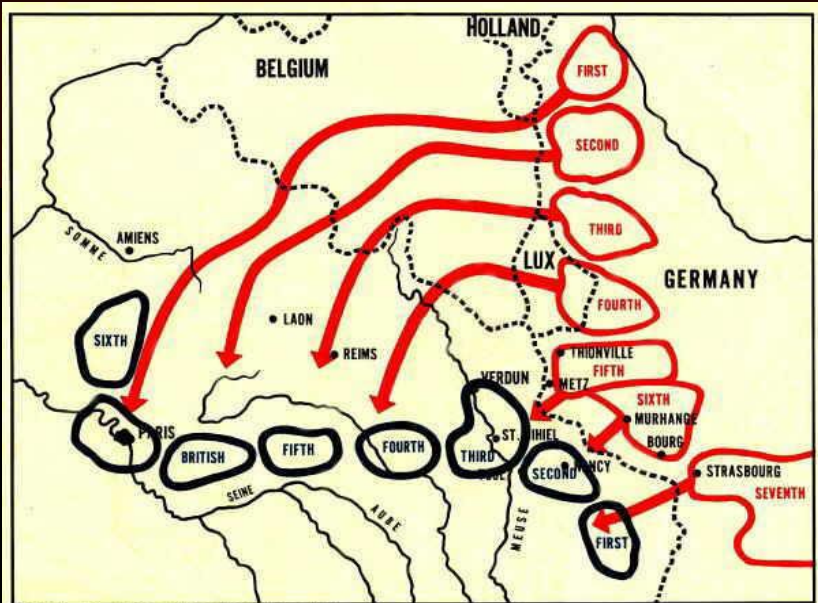 HOLLAND
BELGIUM
FIRST
SECOND
THIRD
SOMME
AMIENS
LUX
GERMANY
FOURTH
LAON
SIXTH
REIMS
THIONVILLE
FIFTH
VERDUN
METZ
SIXTH
MURHANGE
PARIS
BOURG
BRITISH
FIFTH
FOURTH
THIRD
ST. MIHIEL
SECOND
NANCY
STRASBOURG
SEVENTH
SEINE
AUBE
MEUSE
FIRST